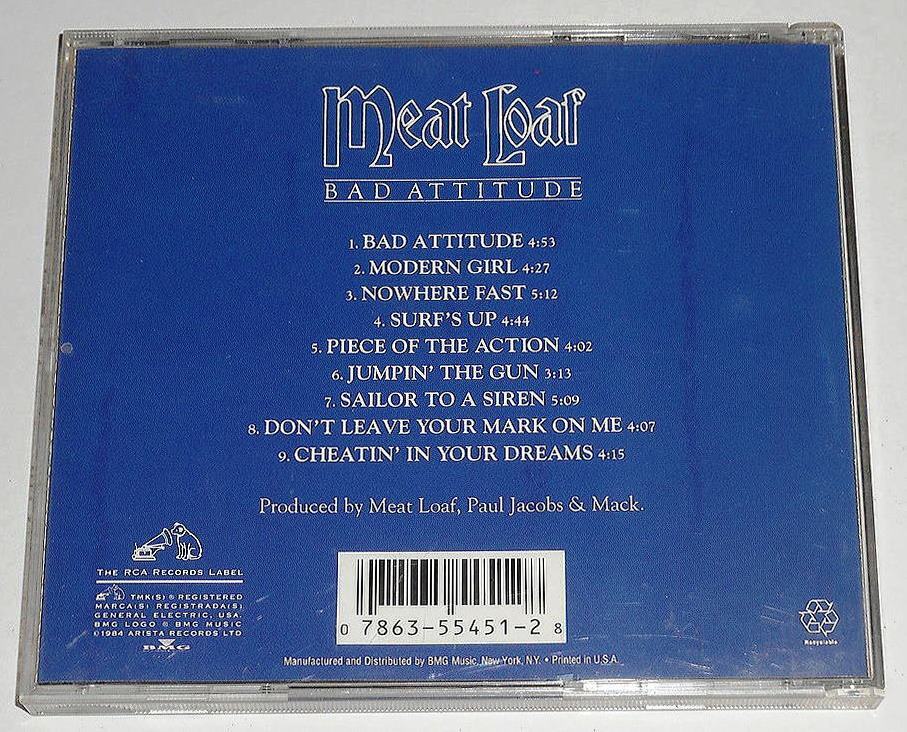 Meat Loaf
BAD ATTITUDE
1. BAD ATTITUDE 4:53
2. MODERN GIRL 4:27
3. NOWHERE FAST 5:12
4. SURF'S UP 4:44
5. PIECE OF THE ACTION 4:02
6. JUMPIN' THE GUN 3:13
7. SAILOR TO A SIREN 5:09
8. DON'T LEAVE YOUR MARK ON ME 4:07
9. CHEATIN' IN YOUR DREAMS 4:15
Produced by Meat Loaf, Paul Jacobs & Mack.
THE RCA RECORDS LABEL
TMK(S) ® REGISTERED
MARCA(S) REGISTRADA(S)
GENERAL ELECTRIC, USA.
BMG LOGO ® BMG MUSIC
©1984 ARISTA RECORDS LTD
BMG
0 7863-55451-2 8
Recyclable
Manufactured and Distributed by BMG Music, New York, N.Y. • Printed in U.S.A.